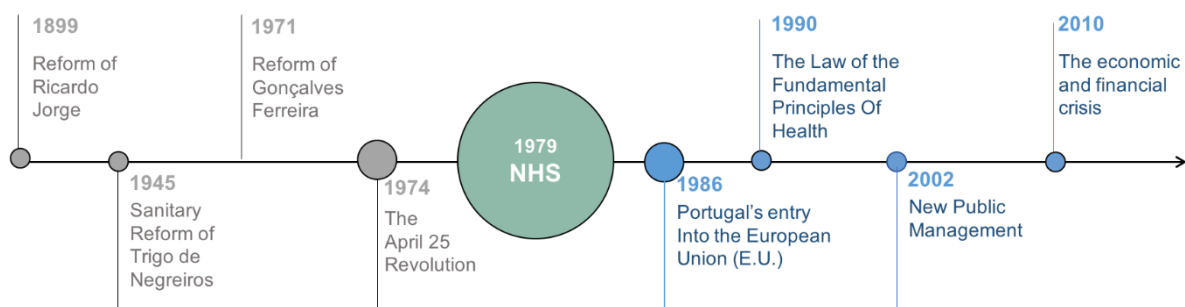 1899
Reform of
Ricardo
Jorge
1945
Sanitary
Reform of
Trigo de
Negreiros
1971
Reform of
Gonçalves
Ferreira
1974
The
April 25
Revolution
1979
NHS
1986
Portugal's entry
Into the European
Union (E.U.)
1990
The Law of the
Fundamental
Principles Of
Health
2002
New Public
Management
2010
The economic
and financial
crisis